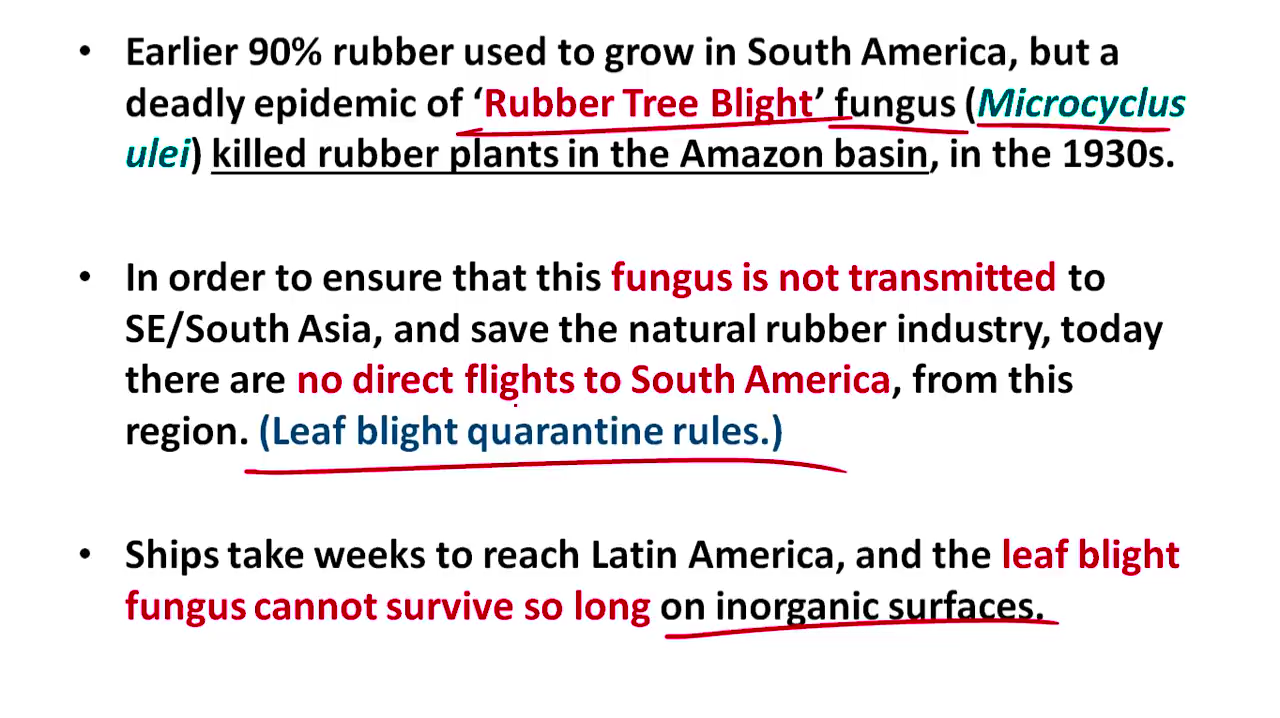 • Earlier 90% rubber used to grow in South America, but a
deadly epidemic of ‘Rubber Tree Blight’ fungus (Microcyclus
ulei) killed rubber plants in the Amazon basin, in the 1930s.
• In order to ensure that this fungus is not transmitted to
SE/South Asia, and save the natural rubber industry, today
there are no direct flights to South America, from this
region. (Leaf blight quarantine rules.)
• Ships take weeks to reach Latin America, and the leaf blight
fungus cannot survive so long on inorganic surfaces.